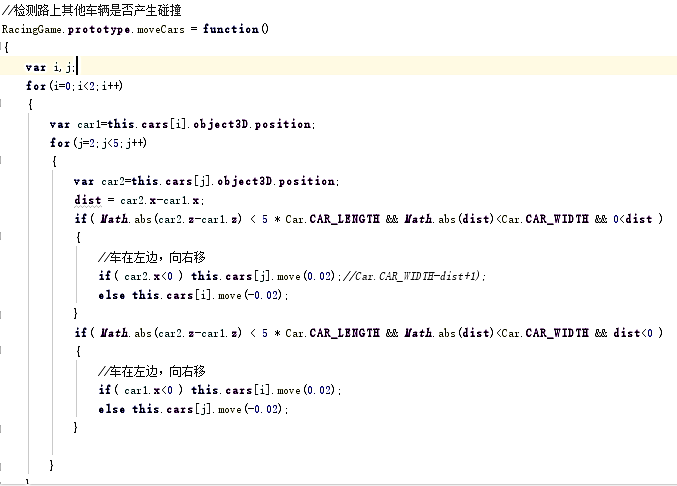 //检测路上其他车辆是否产生碰撞
RacingGame.prototype.moveCars = function()
{
var i,j;
for(i=0;i<2;i++)
{
var car1=this.cars[i].object3D.position;
for(j=2;j<5;j++)
{
var car2=this.cars[j].object3D.position;
dist = car2.x-car1.x;
if( Math.abs(car2.z-car1.z) < 5 * Car.CAR_LENGTH && Math.abs(dist)<Car.CAR_WIDTH && 0<dist )
{
//车在左边，向右移
if( car2.x<0 ) this.cars[j].move(0.02);//Car.CAR_WIDTH-dist+1);
else this.cars[i].move(-0.02);
}
if( Math.abs(car2.z-car1.z) < 5 * Car.CAR_LENGTH && Math.abs(dist)<Car.CAR_WIDTH && dist<0 )
{
//车在左边，向右移
if( car1.x<0 ) this.cars[i].move(0.02);
else this.cars[j].move(-0.02);
}
}
}